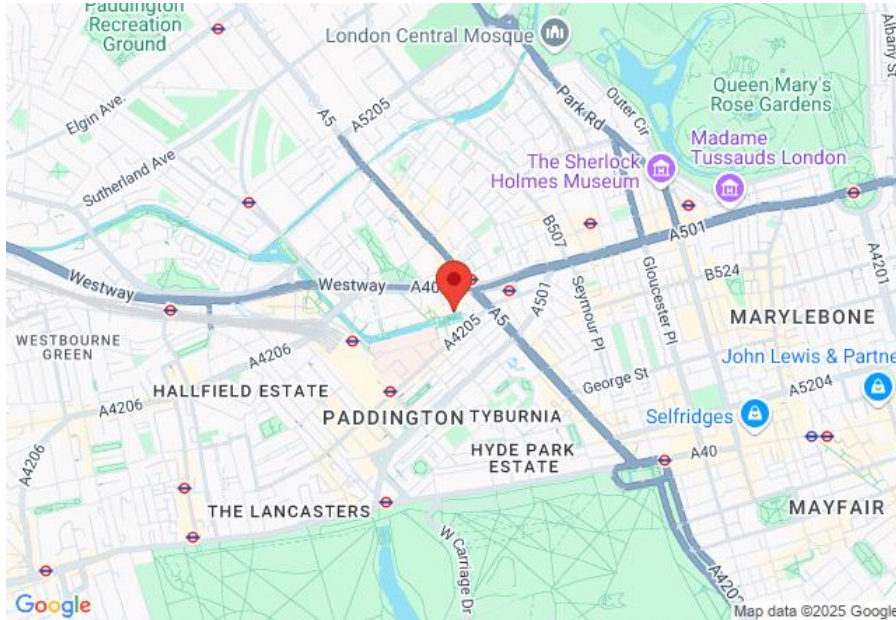 Paddington
Recreation
Ground
London Central Mosque
Albany St
Elgin Ave.
A5
A5205
Park Rd
Outer Cir
Queen Mary's
Rose Gardens
Madame
Tussauds London
The Sherlock
Holmes Museum
Sutherland Ave
B507
A501
A4201
Westway
Westway
A40
A501
Seymour Pl
Gloucester Pl
B524
MARYLEBONE
WESTBOURNE
GREEN
A4206
A4205
A5
John Lewis & Partne
HALLFIELD ESTATE
George St
A5204
A4206
PADDINGTON
TYBURNIA
Selfridges
A4206
HYDE PARK
ESTATE
A40
THE LANCASTERS
MAYFAIR
W Carriage Dr
A4202
Google
Map data ©2025 Google